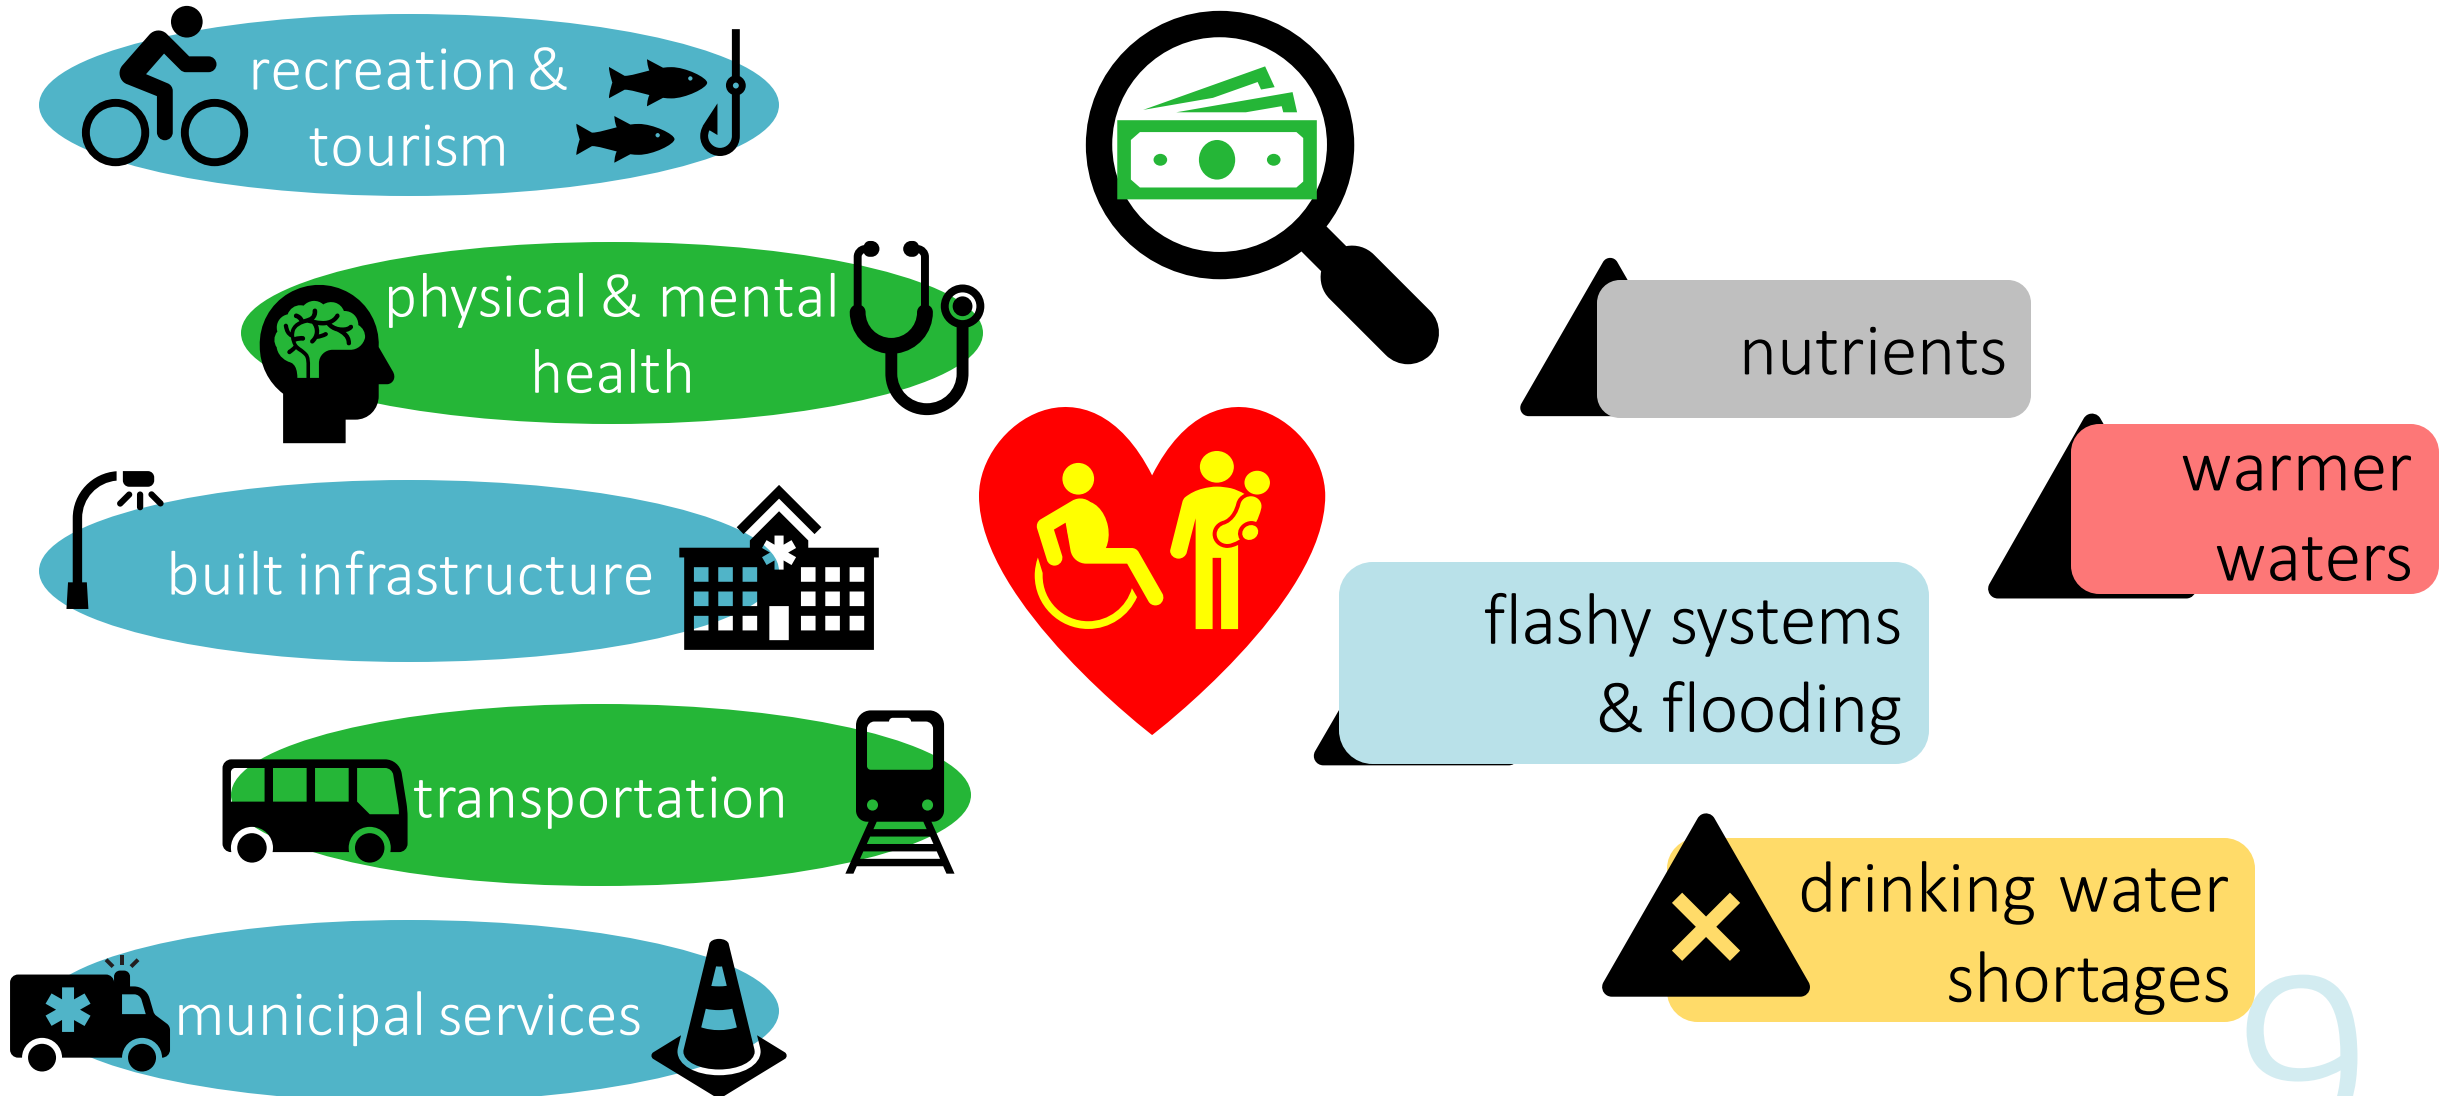 recreation &
tourism
physical & mental
health
built infrastructure
transportation
municipal services
nutrients
warmer
waters
flashy systems
& flooding
drinking water
shortages
9